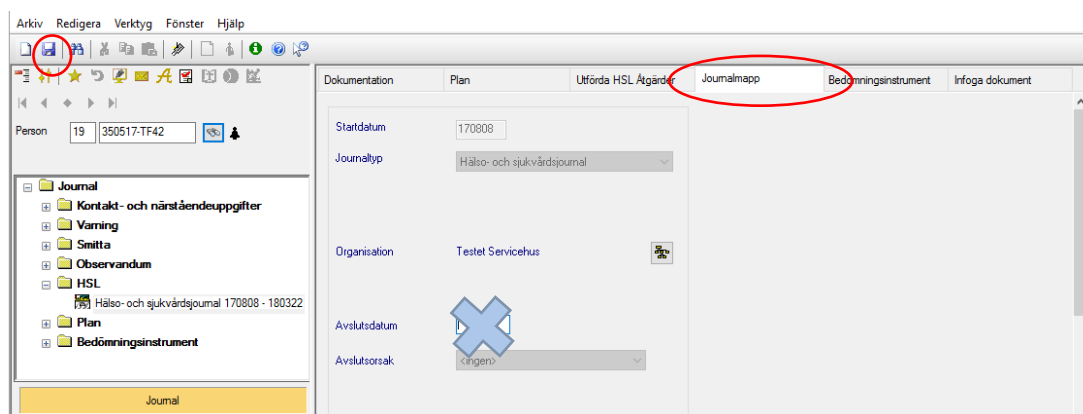 Arkiv Redigera Verktyg Fönster Hjälp
Dokumentation Plan Utförda HSL Åtgärder Journalmapp Bedömningsinstrument Infoga dokument
Person 19 350517-TF42
Startdatum 170808
Journaltyp Hälso- och sjukvårdsjournal
Organisation Testet Servicehus
Avslutsdatum
Avslutsorsak <ingen>
Journal
Kontakt- och närståendeuppgifter
Varning
Smitta
Observandum
HSL
Hälso- och sjukvårdsjournal 170808 - 180322
Plan
Bedömningsinstrument
Journal